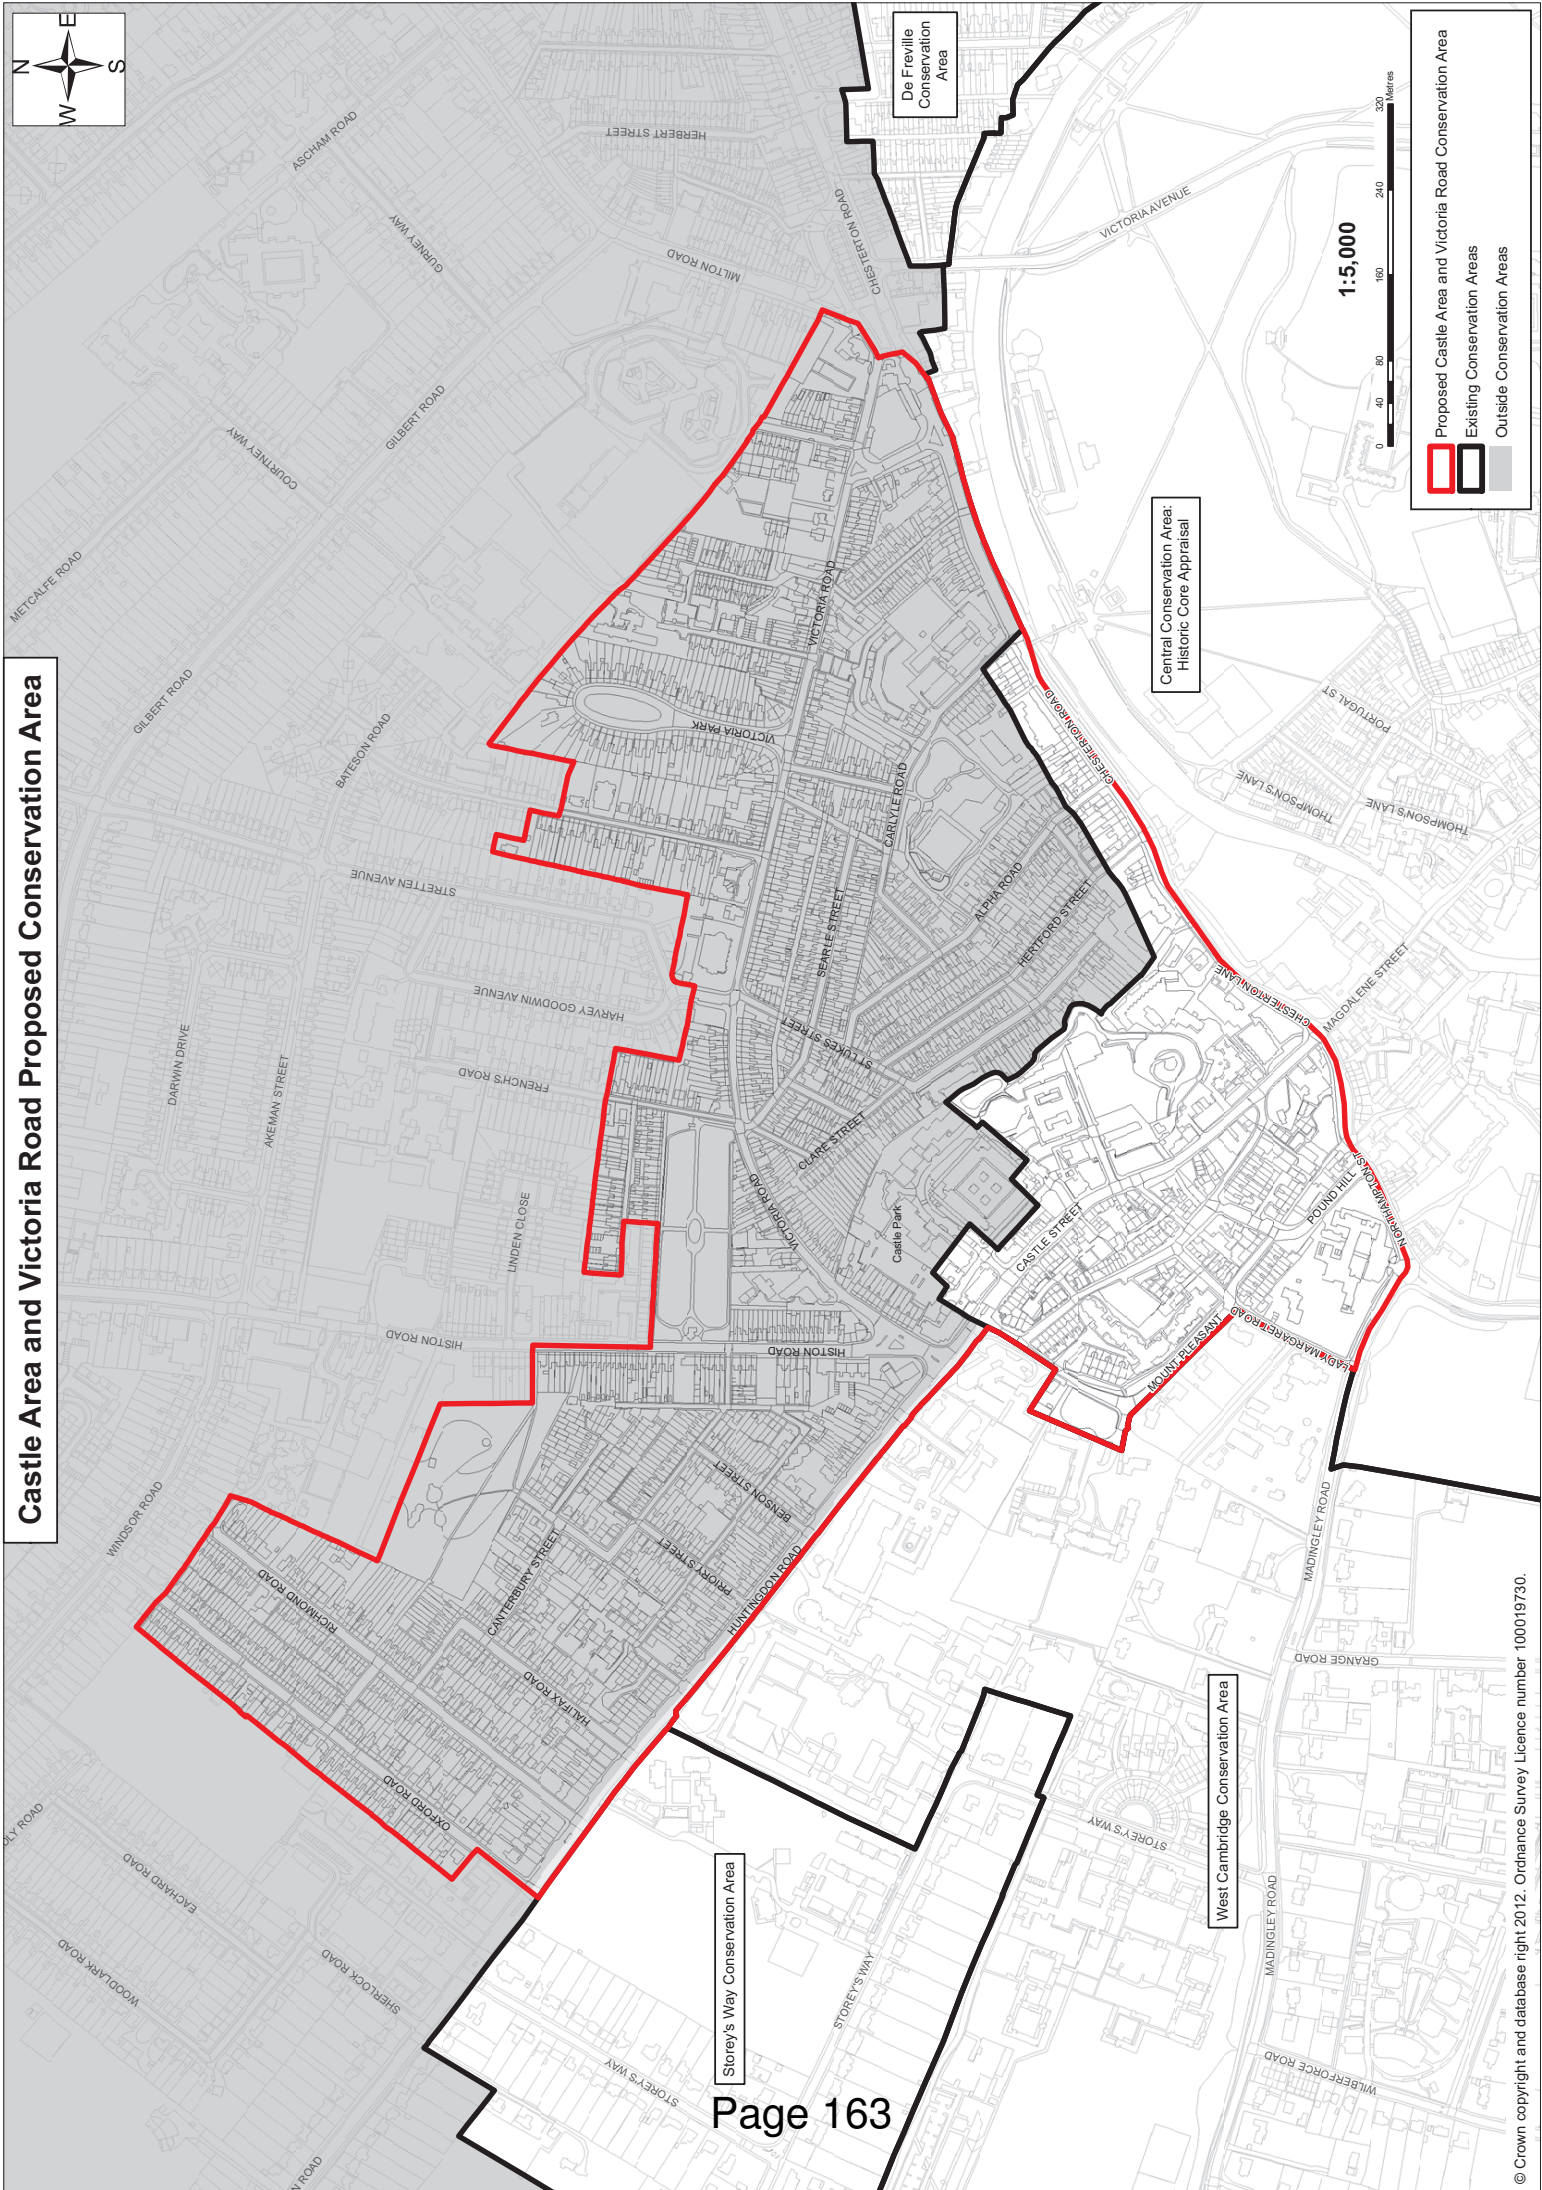 Castle Area and Victoria Road Proposed Conservation Area
N
W
E
S
METCALFE ROAD
ASCHAM ROAD
COURTNEY WAY
GURNEY WAY
HERBERT STREET
GILBERT ROAD
GILBERT ROAD
MILTON ROAD
CHESTERTON ROAD
De Freville
Conservation
Area
BATESON ROAD
STRETTEN AVENUE
HARVEY GOODWIN AVENUE
DARWIN DRIVE
AKEMAN STREET
FRENCH'S ROAD
LINDEN CLOSE
HISTON ROAD
HISTON ROAD
WINDSOR ROAD
RICHMOND ROAD
OXFORD ROAD
CANTERBURY STREET
HALIFAX ROAD
PRIORY STREET
BENSON STREET
HUNTINGDON ROAD
OLY ROAD
EACHARD ROAD
WOODLARK ROAD
SHERLOCK ROAD
N ROAD
VICTORIA PARK
VICTORIA ROAD
VICTORIA ROAD
CARLYLE ROAD
SEARLE STREET
ALPHA ROAD
HERTFORD STREET
ST LUKES STREET
CLARE STREET
Castle Park
CASTLE STREET
MOUNT PLEASANT
LADY MARGARET ROAD
POUND HILL
NORTHAMPTON ST
CHESTERTON LANE
CHESTERTON ROAD
MAGDALENE STREET
THOMPSON'S LANE
THOMPSON'S LANE
PORTUGAL ST
VICTORIA AVENUE
Central Conservation Area:
Historic Core Appraisal
MADINGLEY ROAD
MADINGLEY ROAD
GRANGE ROAD
STOREY'S WAY
STOREY'S WAY
STOREY'S WAY
WILBERFORCE ROAD
West Cambridge Conservation Area
Storey's Way Conservation Area
1:5,000
0 40 80 160 240 320
Metres
Proposed Castle Area and Victoria Road Conservation Area
Existing Conservation Areas
Outside Conservation Areas
© Crown copyright and database right 2012. Ordnance Survey Licence number 100019730.
Page 163